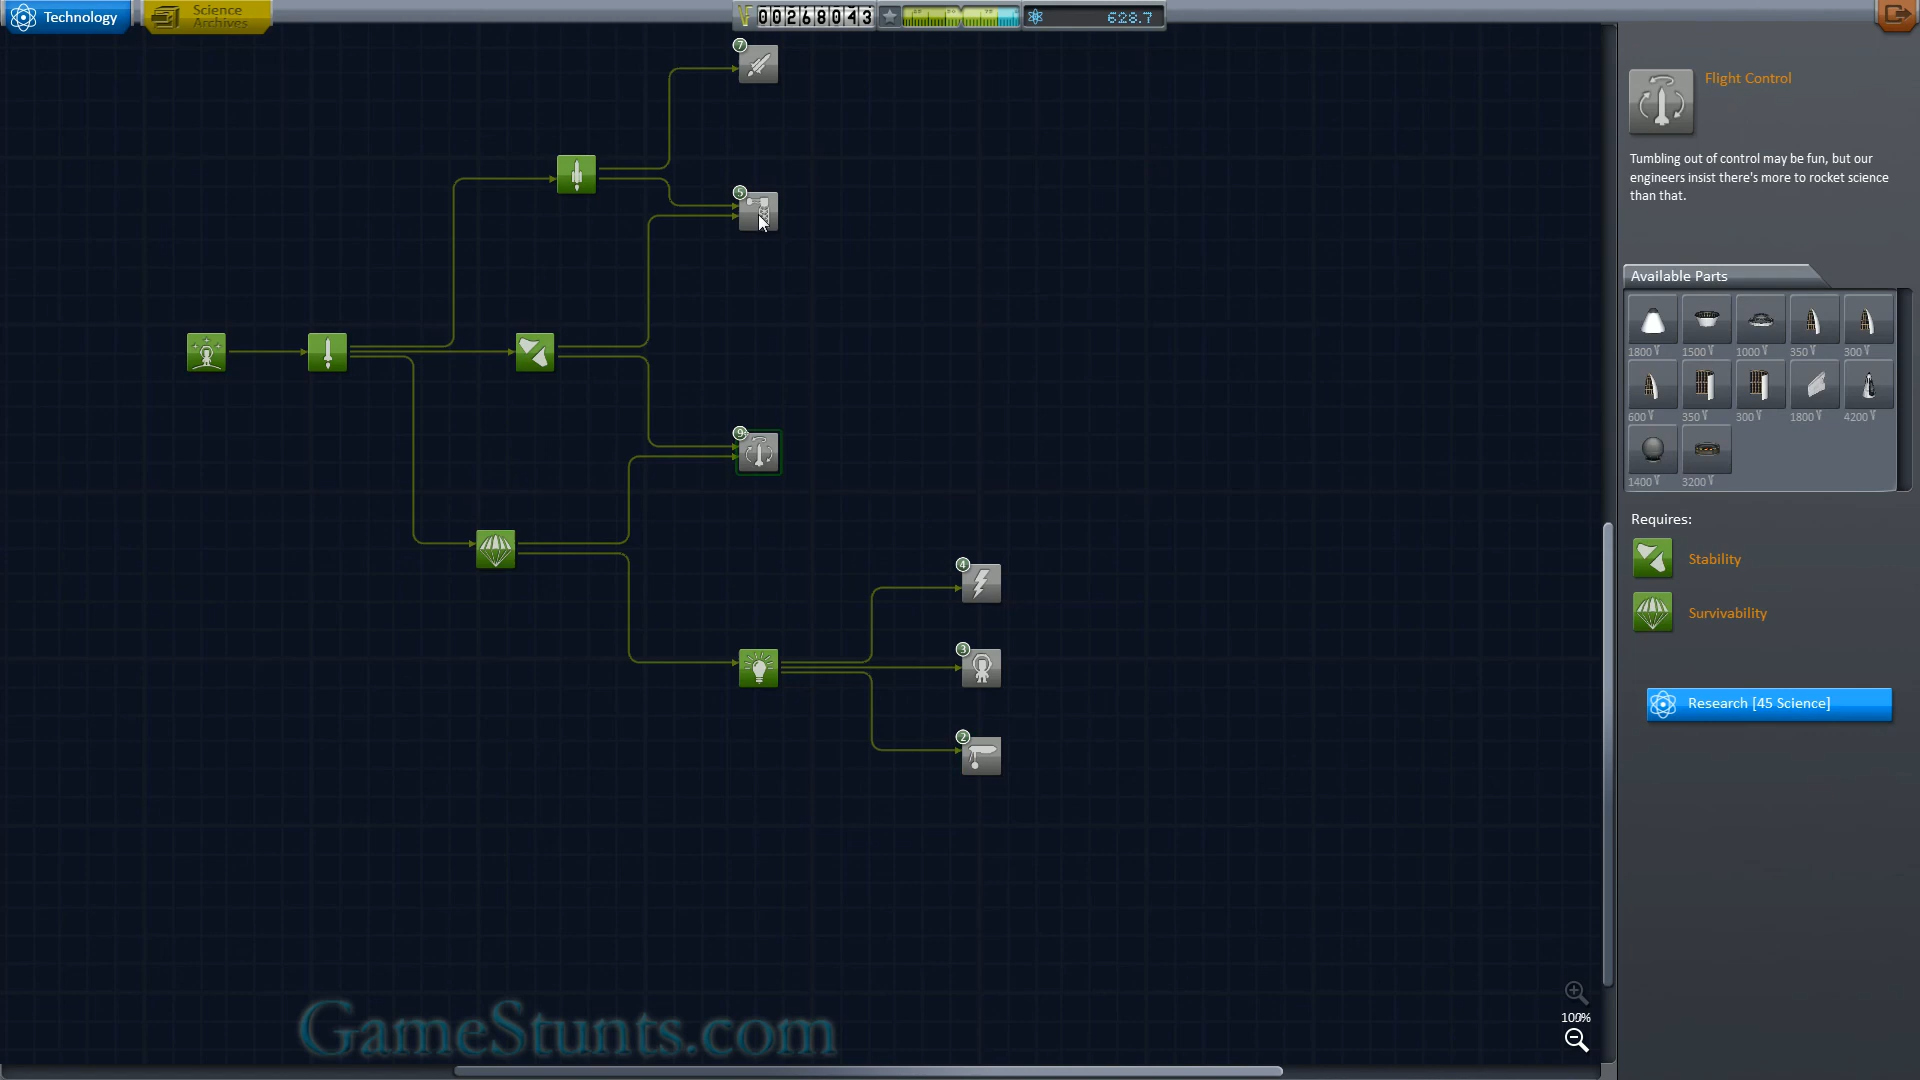 Technology
Science
Archives
00268043
628.7
7
5
9+
4
3
2
Flight Control
Tumbling out of control may be fun, but our
engineers insist there's more to rocket science
than that.
Available Parts
1800 1500 1000 350 300
600 350 300 1800 4200
1400 3200
Requires:
Stability
Survivability
Research [45 Science]
100%
GameStunts.com